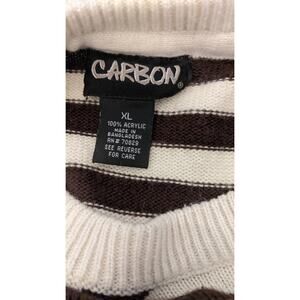 CARBON®
XL
100% ACRYLIC
MADE IN
BANGLADESH
RN# 70829
SEE REVERSE
FOR CARE